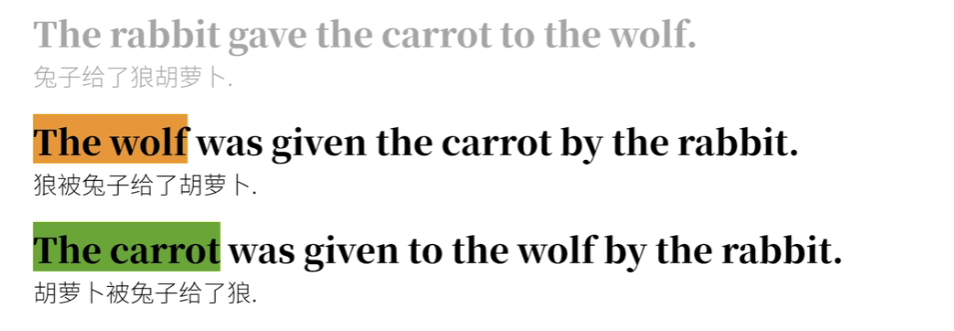 The rabbit gave the carrot to the wolf.
兔子给了狼胡萝卜.
The wolf was given the carrot by the rabbit.
狼被兔子给了胡萝卜.
The carrot was given to the wolf by the rabbit.
胡萝卜被兔子给了狼.